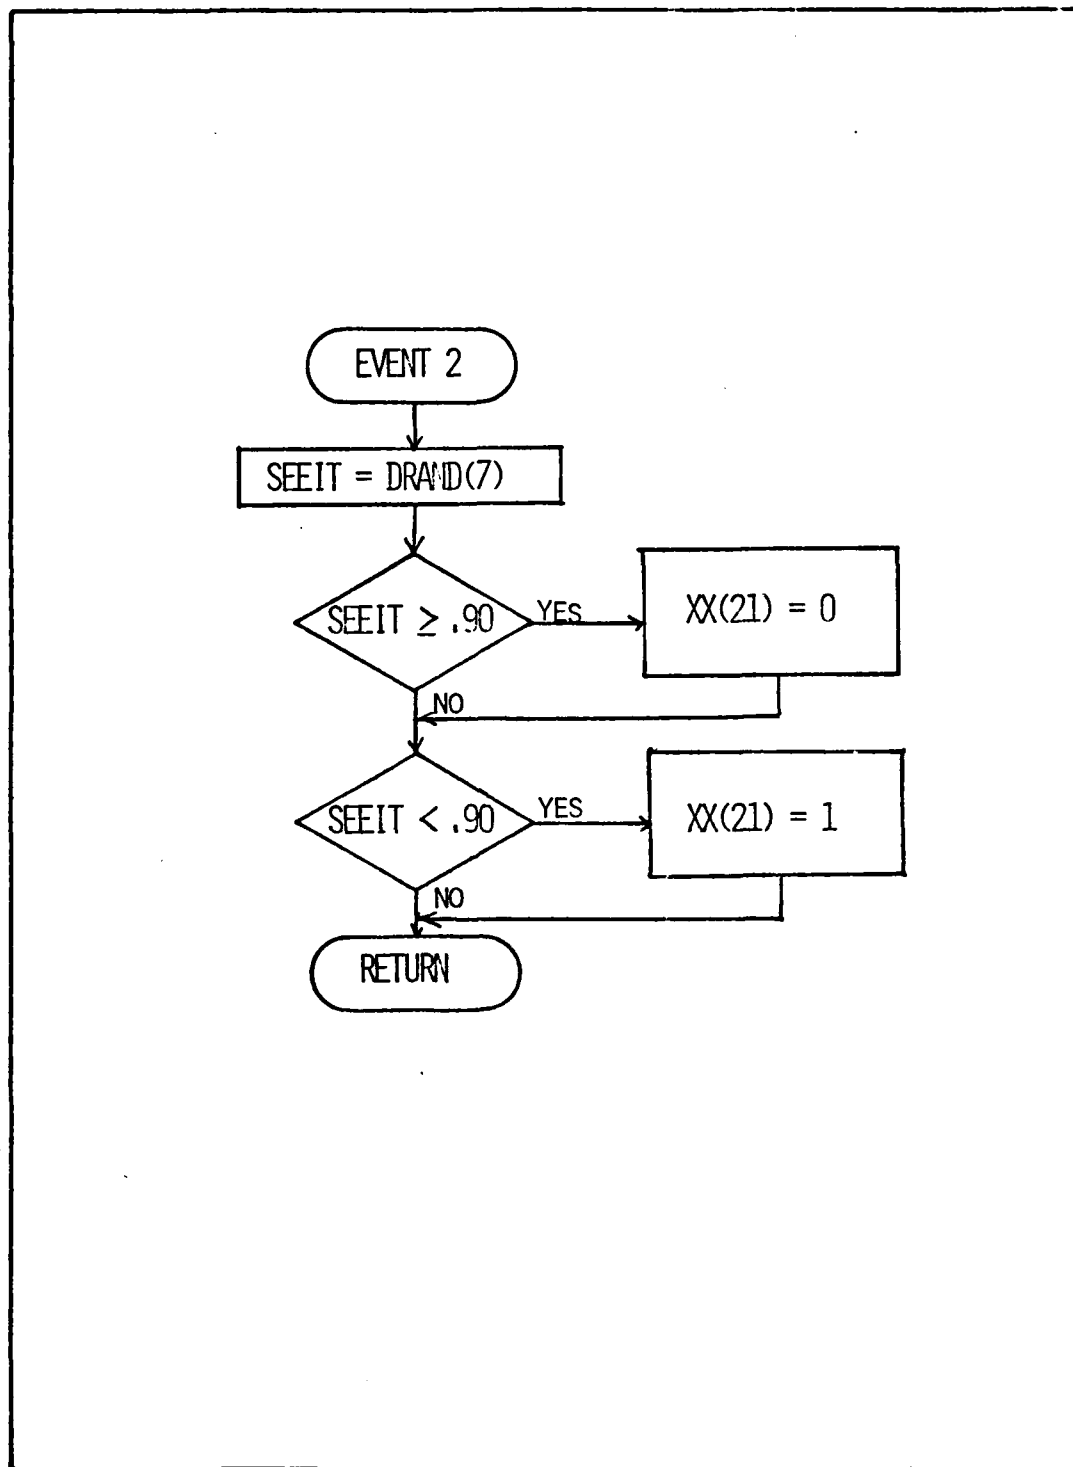 EVENT 2
SEEIT = DRAND(7)
SEEIT ≥ .90
YES
XX(21) = 0
NO
SEEIT < .90
YES
XX(21) = 1
NO
RETURN